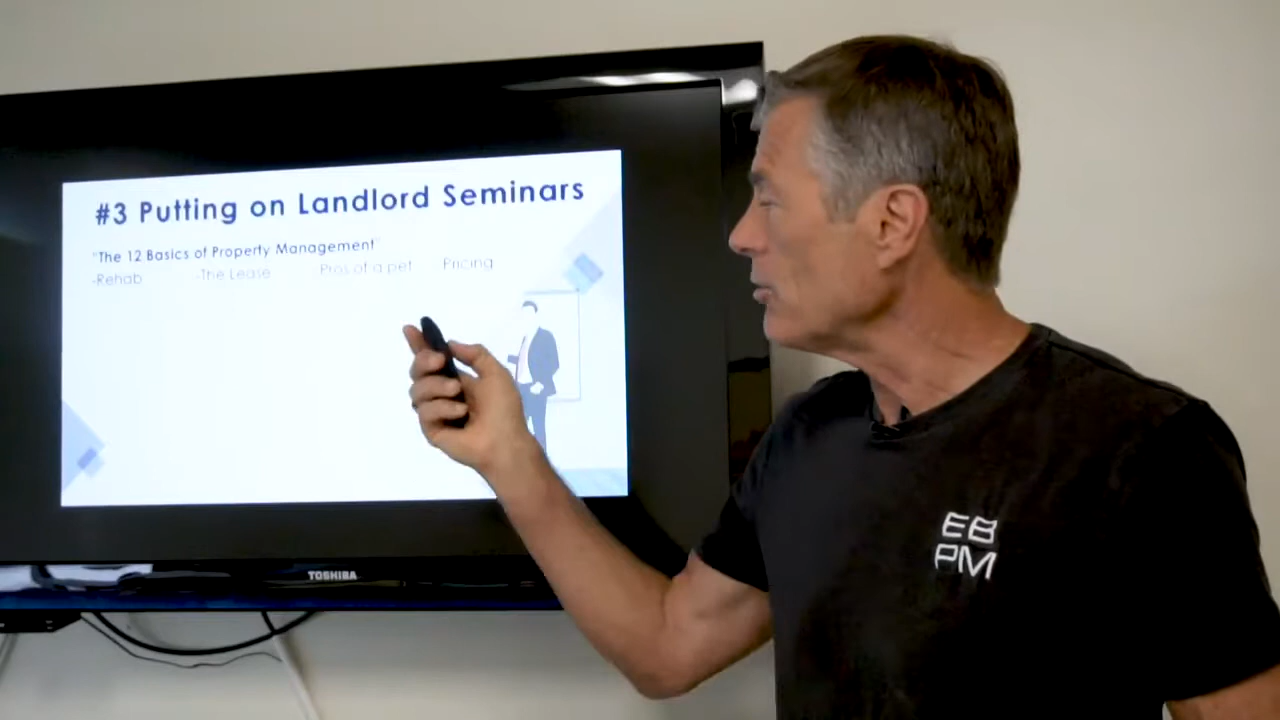 #3 Putting on Landlord Seminars
"The 12 Basics of Property Management"
-Rehab -The Lease Pros of a pet Pricing
TOSHIBA
EB
PM